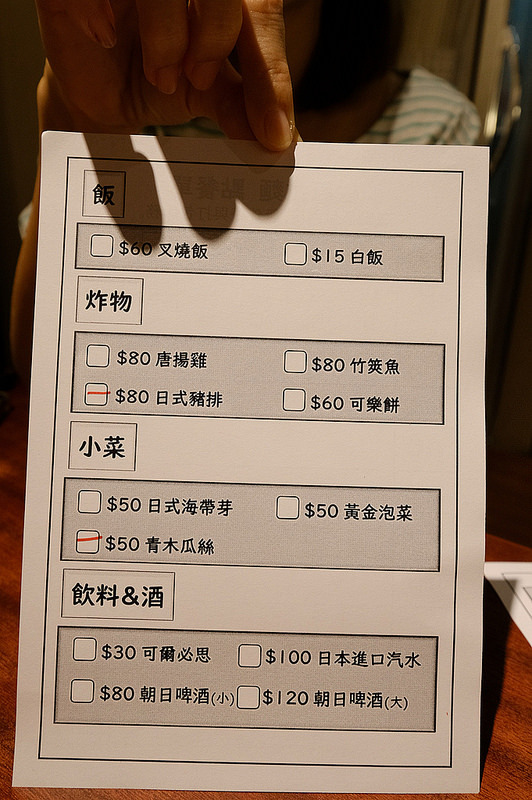 飯
$60 叉燒飯 $15 白飯
炸物
$80 唐揚雞 $80 竹筴魚
$80 日式豬排 $60 可樂餅
小菜
$50 日式海帶芽 $50 黃金泡菜
$50 青木瓜絲
飲料&酒
$30 可爾必思 $100 日本進口汽水
$80 朝日啤酒(小) $120 朝日啤酒(大)